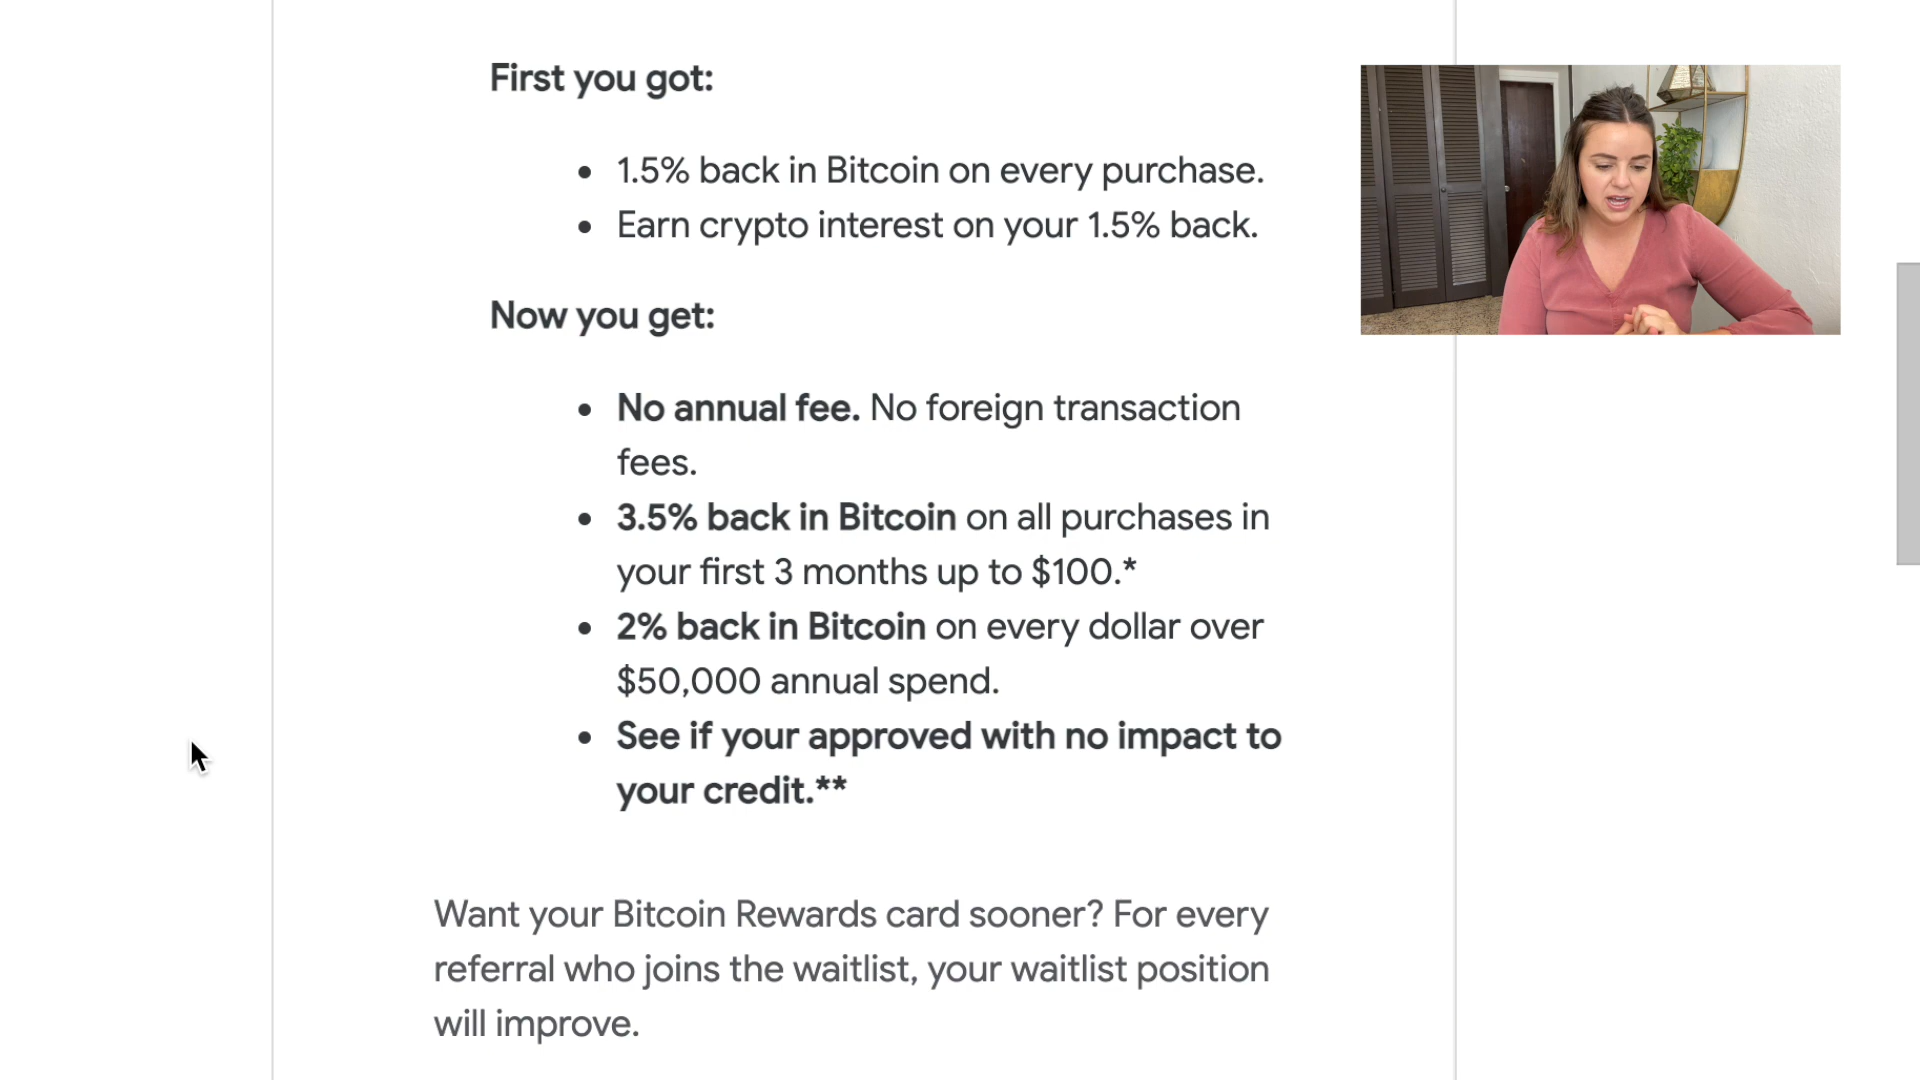 First you got:
• 1.5% back in Bitcoin on every purchase.
• Earn crypto interest on your 1.5% back.
Now you get:
• No annual fee. No foreign transaction
fees.
• 3.5% back in Bitcoin on all purchases in
your first 3 months up to $100.*
• 2% back in Bitcoin on every dollar over
$50,000 annual spend.
• See if your approved with no impact to
your credit.**
Want your Bitcoin Rewards card sooner? For every
referral who joins the waitlist, your waitlist position
will improve.